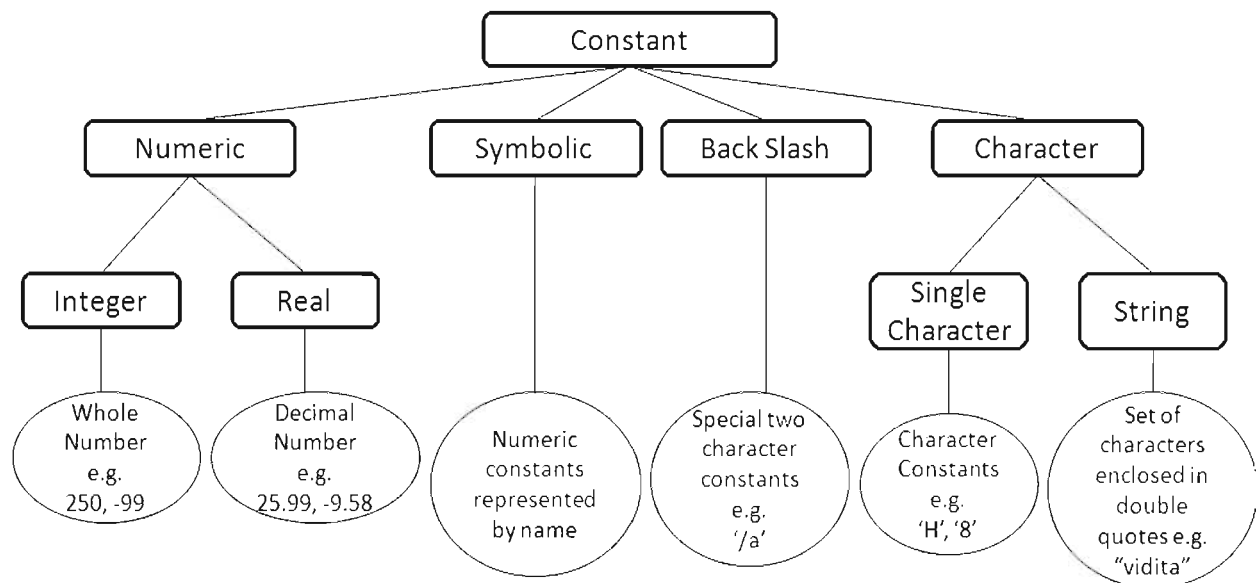 Constant
Numeric
Symbolic
Back Slash
Character
Integer
Real
Single
Character
String
Whole
Number
e.g.
250, -99
Decimal
Number
e.g.
25.99, -9.58
Numeric
constants
represented
by name
Special two
character
constants
e.g.
‘/a’
Character
Constants
e.g.
‘H’, ‘8’
Set of
characters
enclosed in
double
quotes e.g.
“vidita”